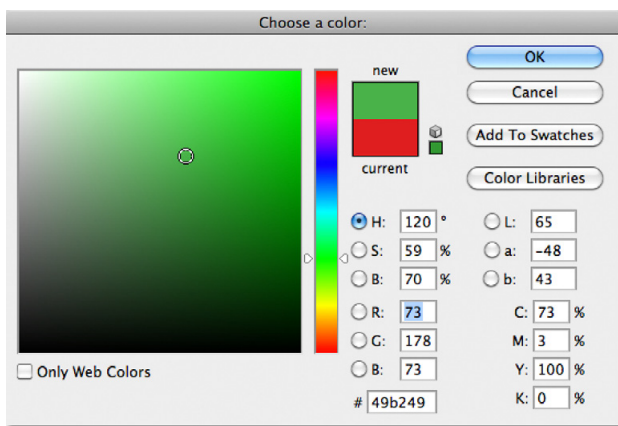 Choose a color:
new
current
OK
Cancel
Add To Swatches
Color Libraries
H: 120 °
S: 59 %
B: 70 %
R: 73
G: 178
B: 73
# 49b249
L: 65
a: -48
b: 43
C: 73 %
M: 3 %
Y: 100 %
K: 0 %
Only Web Colors